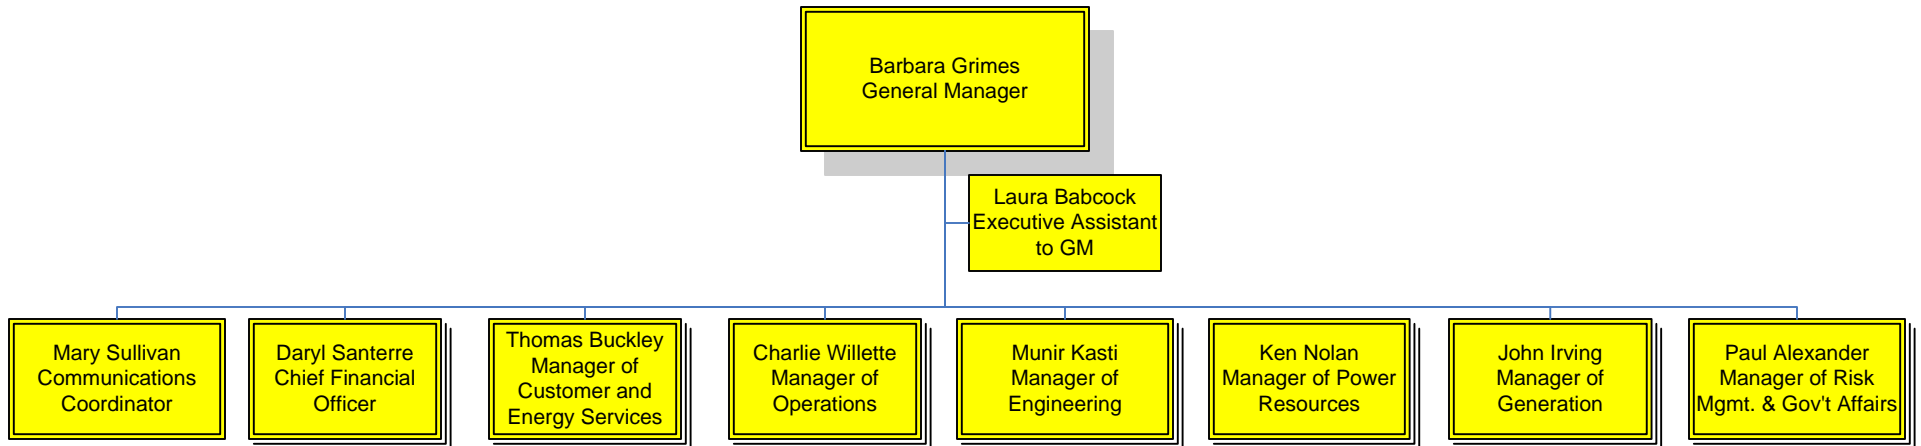 Barbara Grimes
General Manager
Laura Babcock
Executive Assistant
to GM
Mary Sullivan
Communications
Coordinator
Daryl Santerre
Chief Financial
Officer
Thomas Buckley
Manager of
Customer and
Energy Services
Charlie Willette
Manager of
Operations
Munir Kasti
Manager of
Engineering
Ken Nolan
Manager of Power
Resources
John Irving
Manager of
Generation
Paul Alexander
Manager of Risk
Mgmt. & Gov't Affairs